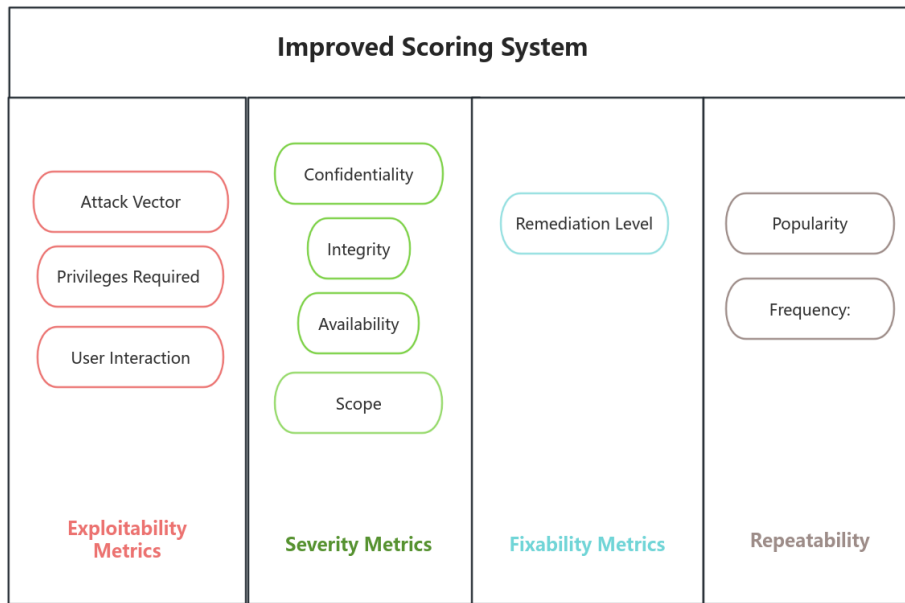 Improved Scoring System
Attack Vector
Privileges Required
User Interaction
Exploitability
Metrics
Confidentiality
Integrity
Availability
Scope
Severity Metrics
Remediation Level
Fixability Metrics
Popularity
Frequency:
Repeatability